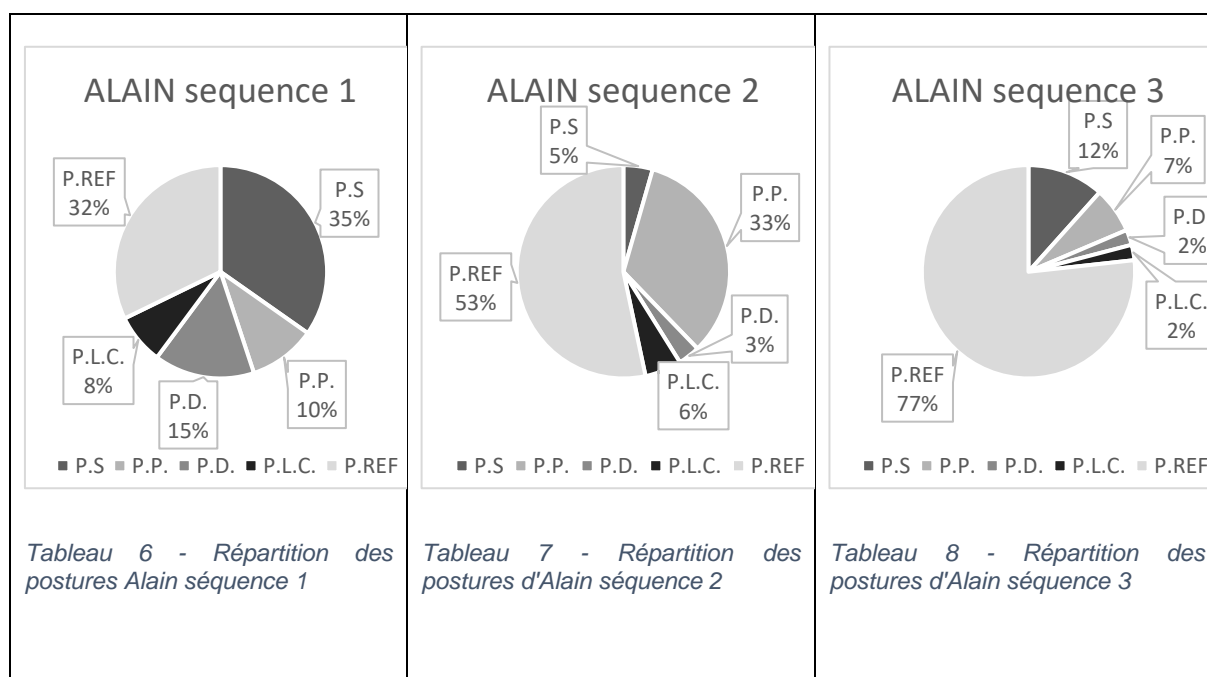 ALAIN sequence 1
P.REF
32%
P.S
35%
P.L.C.
8%
P.D.
15%
P.P.
10%
P.S P.P. P.D. P.L.C. P.REF
Tableau 6 - Répartition des
postures Alain séquence 1
ALAIN sequence 2
P.S
5%
P.P.
33%
P.REF
53%
P.D.
3%
P.L.C.
6%
P.S P.P. P.D. P.L.C. P.REF
Tableau 7 - Répartition des
postures d'Alain séquence 2
ALAIN sequence 3
P.S
12%
P.P.
7%
P.D
2%
P.L.C.
2%
P.REF
77%
P.S P.P. P.D. P.L.C. P.REF
Tableau 8 - Répartition des
postures d'Alain séquence 3